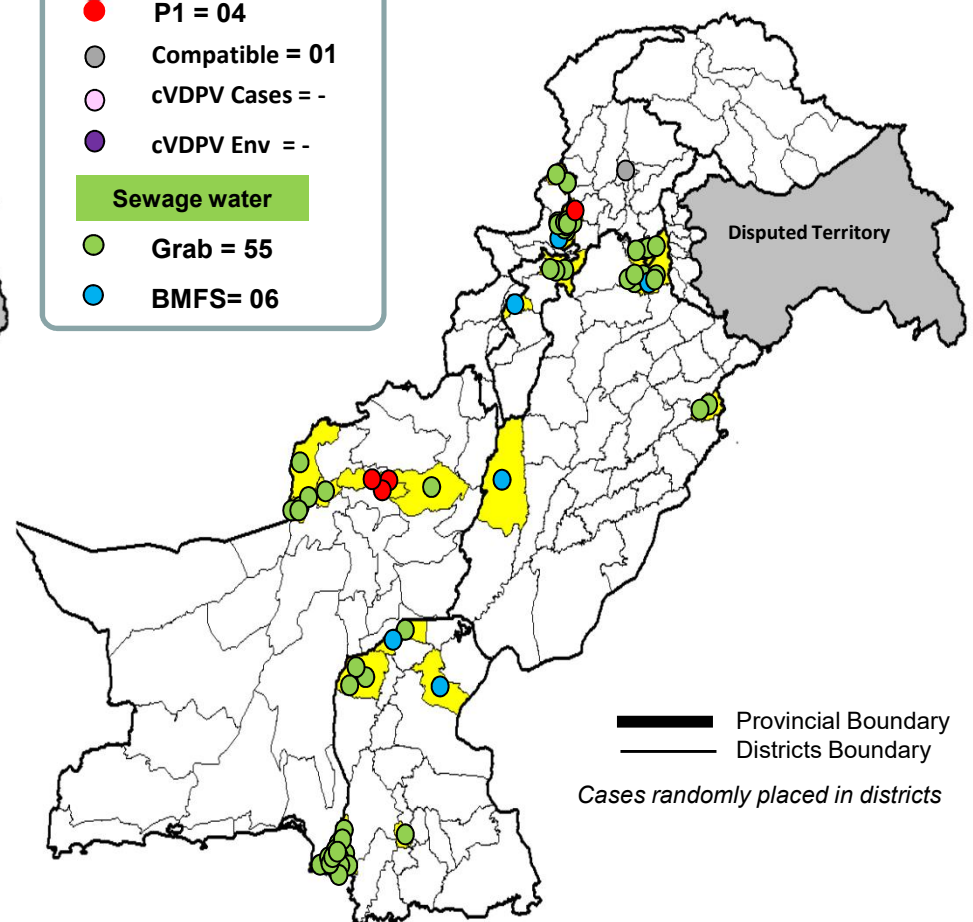 P1 = 04
Compatible = 01
cVDPV Cases = -
cVDPV Env = -
Sewage water
Grab = 55
BMFS= 06
Disputed Territory
Provincial Boundary
Districts Boundary
Cases randomly placed in districts